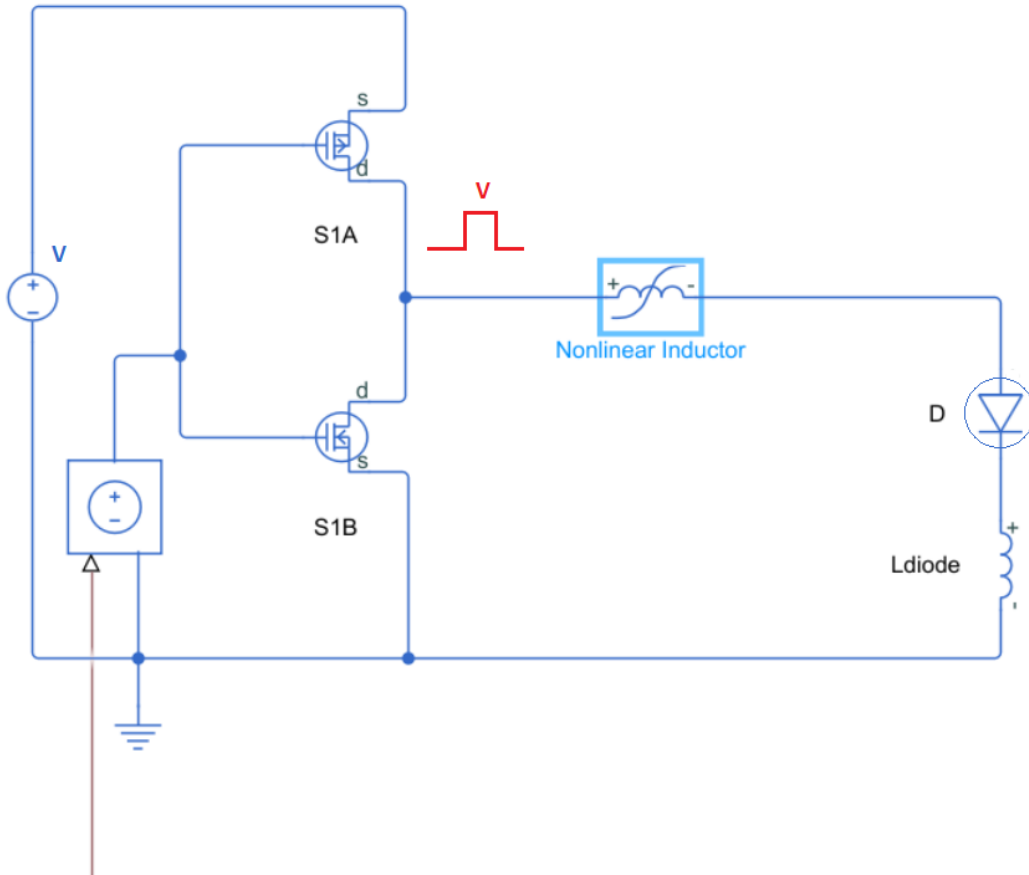 s
d
S1A
V
V
+
-
+
-
Nonlinear Inductor
d
s
S1B
D
+
-
+
Ldiode
-